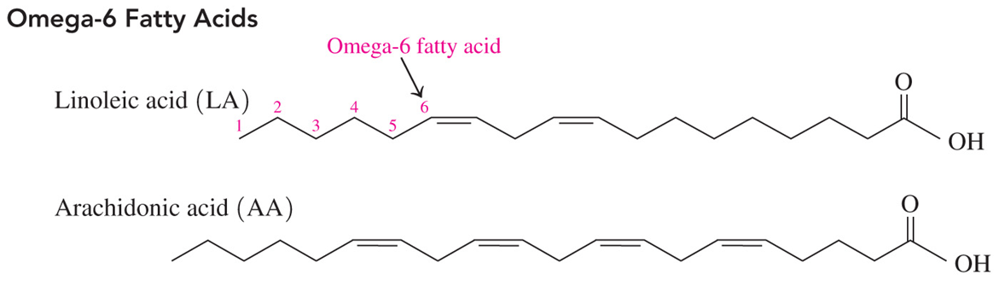 Omega-6 Fatty Acids
Omega-6 fatty acid
Linoleic acid (LA)
1 2 3 4 5 6
O
OH
Arachidonic acid (AA)
O
OH